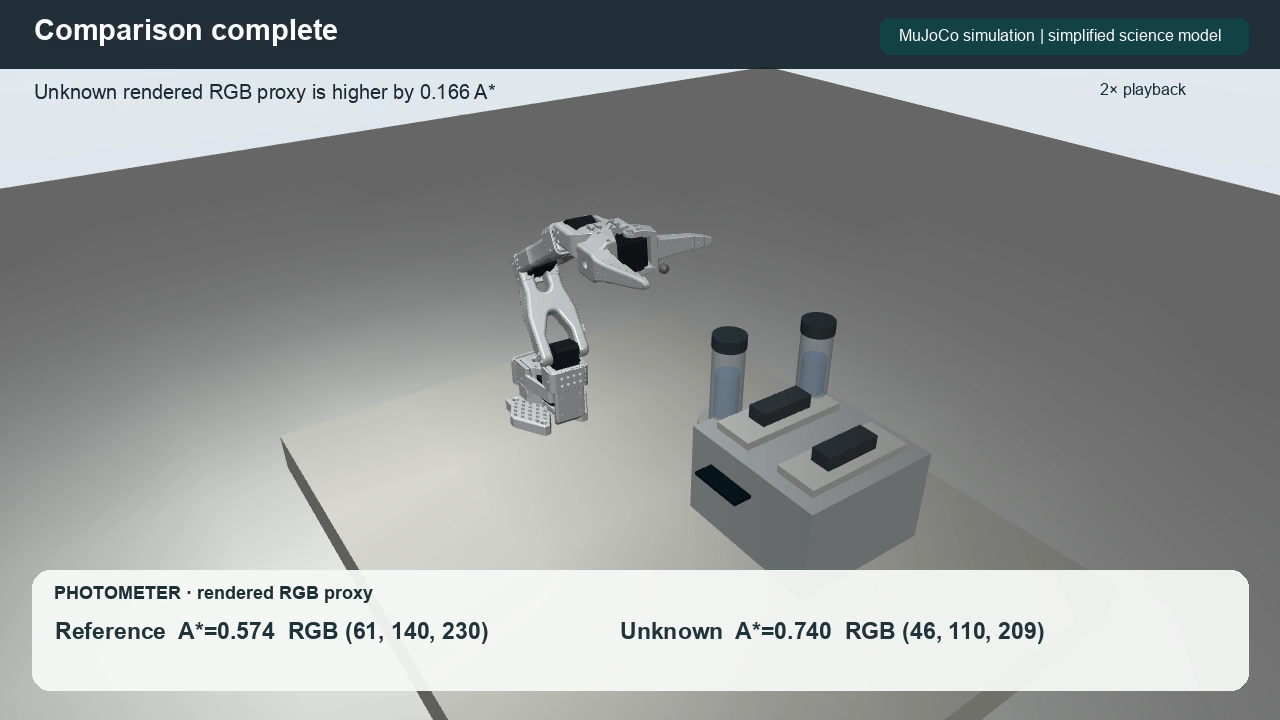 Comparison complete
MuJoCo simulation | simplified science model
Unknown rendered RGB proxy is higher by 0.166 A*
2× playback
PHOTOMETER · rendered RGB proxy
Reference  A*=0.574  RGB (61, 140, 230)
Unknown  A*=0.740  RGB (46, 110, 209)